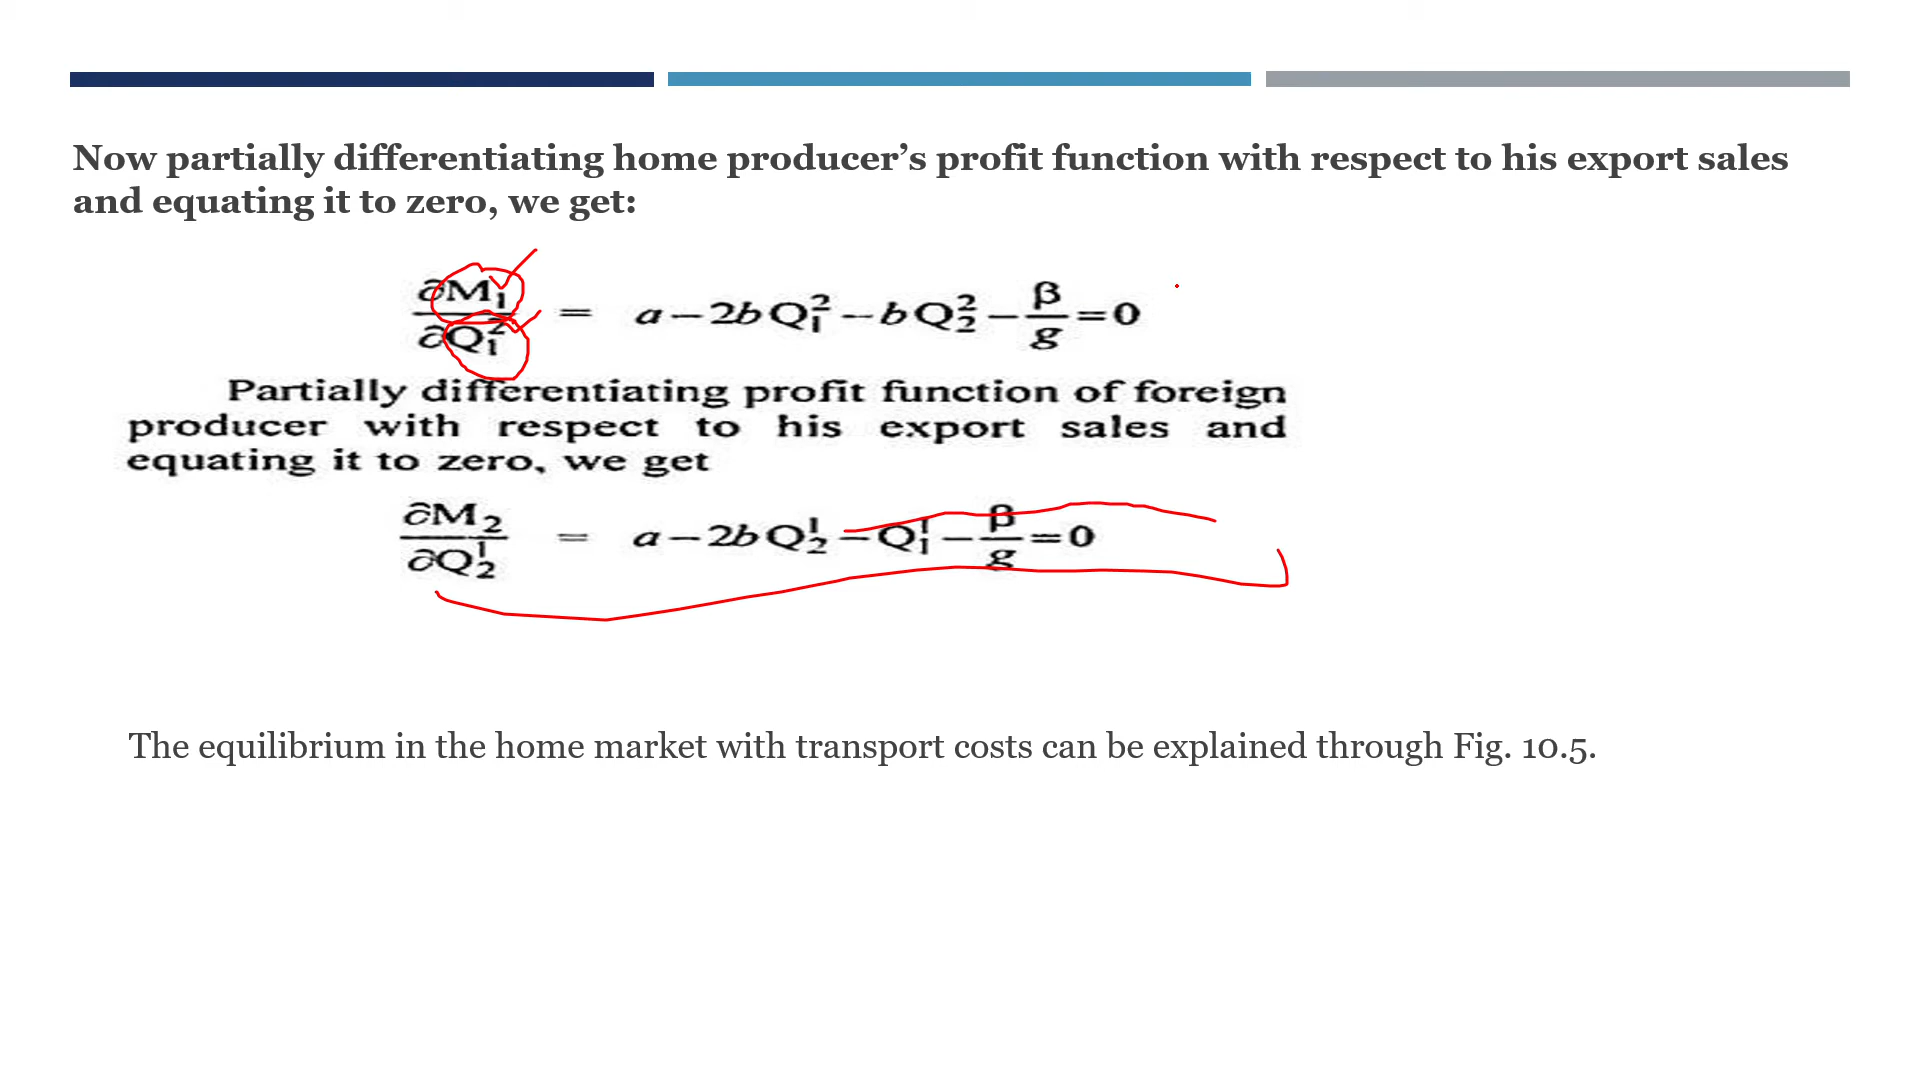 Now partially differentiating home producer’s profit function with respect to his export sales
and equating it to zero, we get:
∂M₁/∂Q₁² = a – 2bQ₁² – bQ₂² – β/g = 0
Partially differentiating profit function of foreign
producer with respect to his export sales and
equating it to zero, we get
∂M₂/∂Q₂¹ = a – 2bQ₂¹ – Q₁¹ – β/g = 0
The equilibrium in the home market with transport costs can be explained through Fig. 10.5.